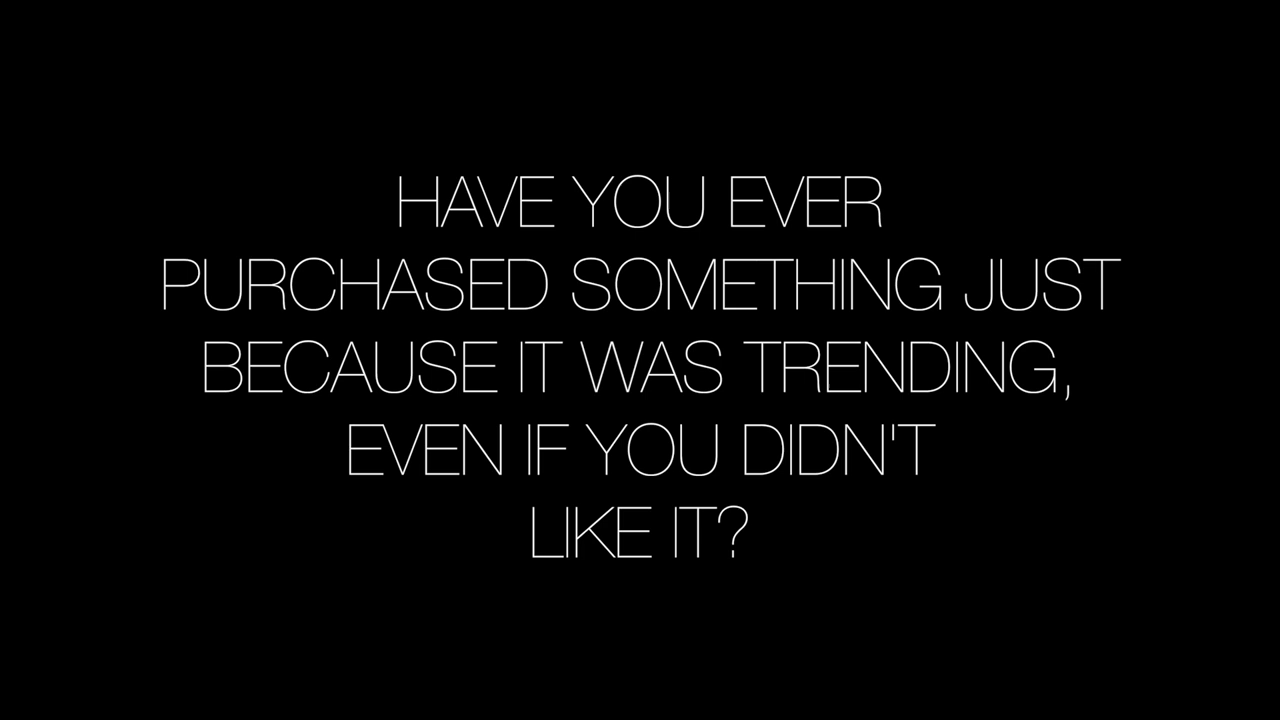 HAVE YOU EVER
PURCHASED SOMETHING JUST
BECAUSE IT WAS TRENDING,
EVEN IF YOU DIDN'T
LIKE IT?